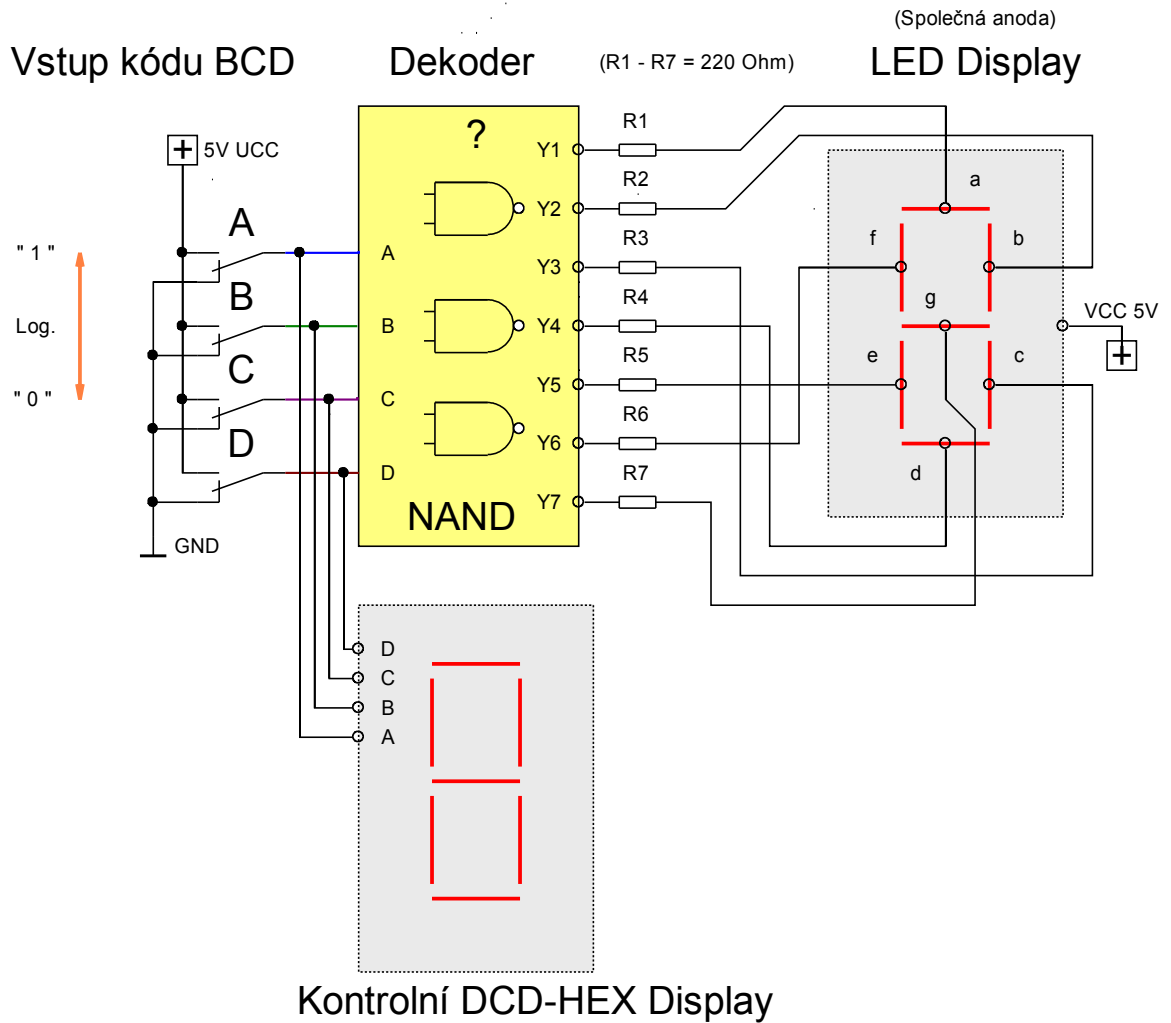 (Společná anoda)
Vstup kódu BCD
Dekoder
(R1 - R7 = 220 Ohm)
LED Display
5V UCC
?
Y1
R1
a
Y2
R2
A
" 1 "
A
Y3
R3
f
b
B
R4
g
Log.
B
Y4
VCC 5V
C
R5
e
c
" 0 "
C
Y5
D
R6
Y6
D
R7
d
NAND
Y7
GND
D
C
B
A
Kontrolní DCD-HEX Display